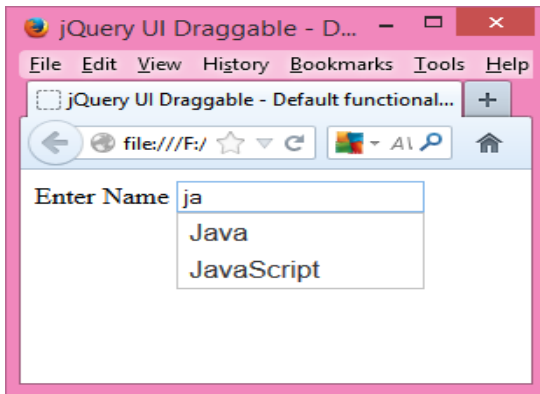 jQuery UI Draggable - D...
File Edit View History Bookmarks Tools Help
jQuery UI Draggable - Default functional... +
file:///F:/
Enter Name ja
Java
JavaScript